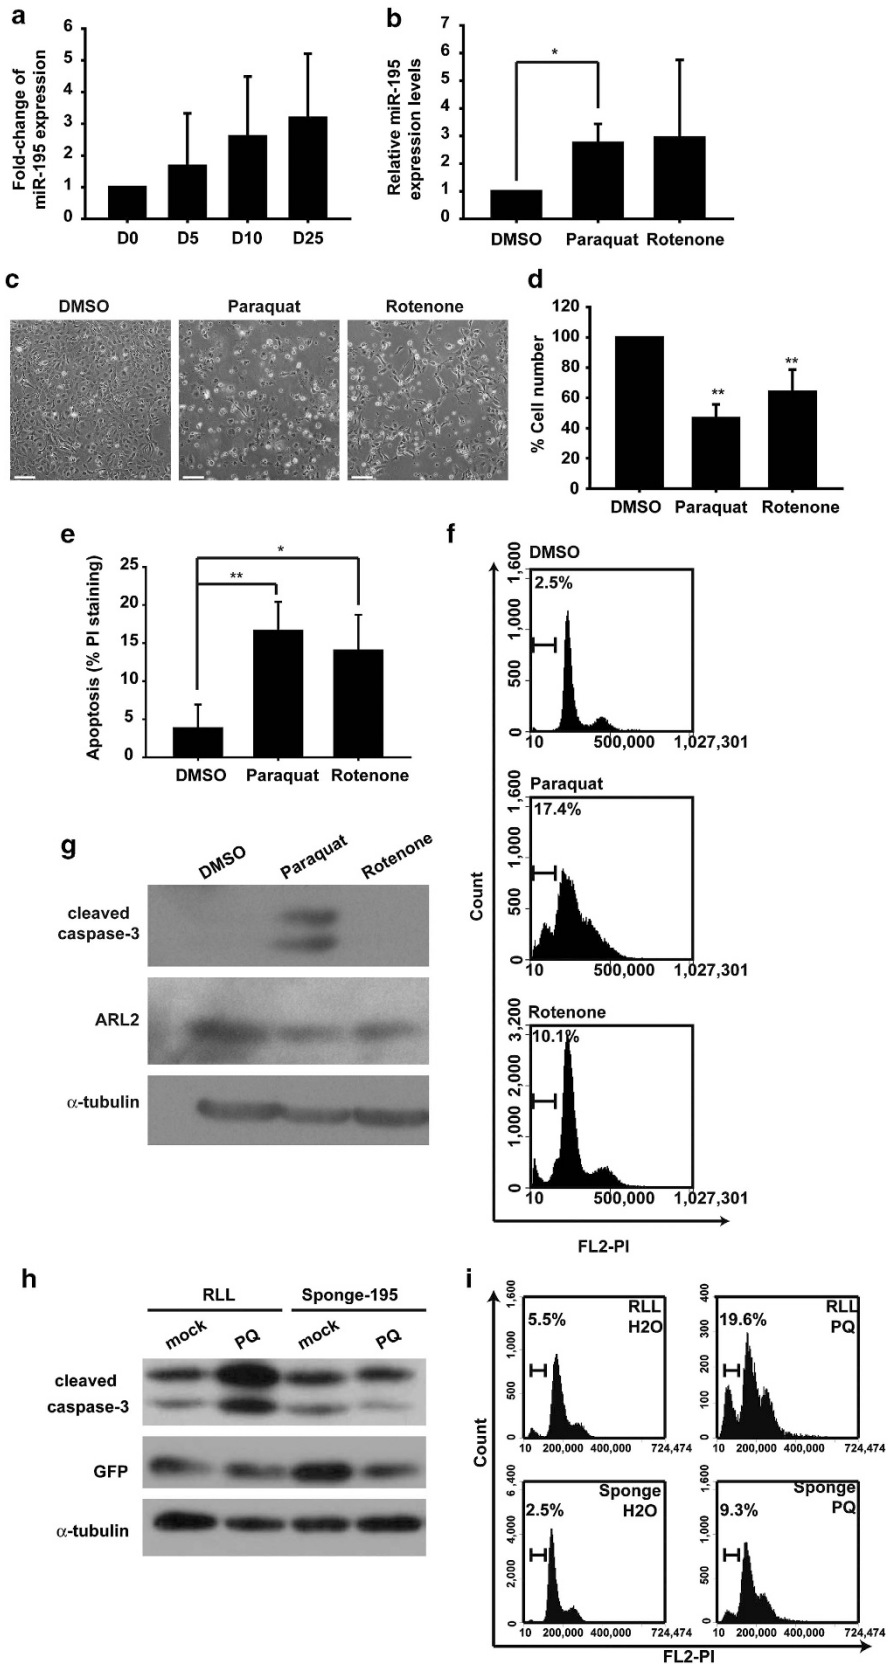 a
Fold-change of
miR-195 expression
6
5
4
3
2
1
0
D0 D5 D10 D25
b
Relative miR-195
expression levels
7
6
5
4
3
2
1
0
*
DMSO Paraquat Rotenone
c
DMSO Paraquat Rotenone
d
% Cell number
120
100
80
60
40
20
0
** **
DMSO Paraquat Rotenone
e
Apoptosis (% PI staining)
25
20
15
10
5
0
*
**
DMSO Paraquat Rotenone
f
Count
DMSO
2.5%
1,600
1,000
500
0
10 500,000 1,027,301
Paraquat
17.4%
1,600
1,000
500
0
10 500,000 1,027,301
Rotenone
10.1%
3,200
2,000
1,000
0
10 500,000 1,027,301
FL2-PI
g
DMSO Paraquat Rotenone
cleaved
caspase-3
ARL2
α-tubulin
h
RLL Sponge-195
mock PQ mock PQ
cleaved
caspase-3
GFP
α-tubulin
i
Count
RLL
H2O
5.5%
1,600
1,000
500
0
10 200,000 400,000 724,474
RLL
PQ
19.6%
400
300
200
100
0
10 200,000 400,000 724,474
Sponge
H2O
2.5%
6,400
4,000
2,000
0
10 200,000 400,000 724,474
Sponge
PQ
9.3%
1,600
1,000
500
0
10 200,000 400,000 724,474
FL2-PI